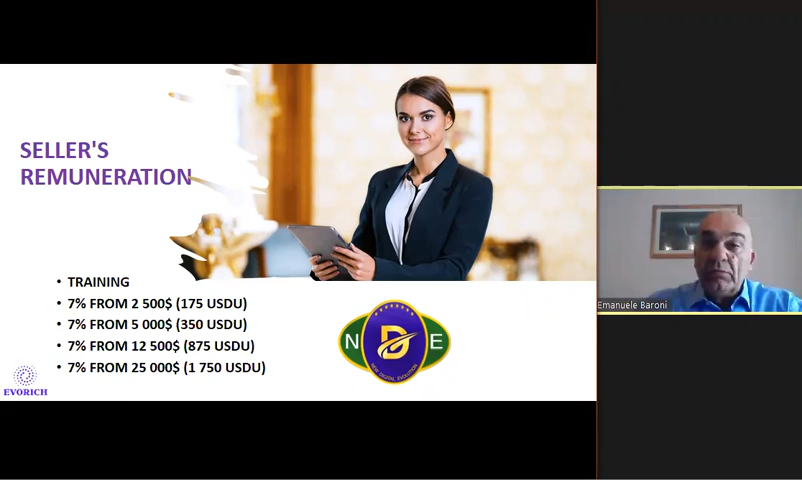 SELLER'S
REMUNERATION
• TRAINING
• 7% FROM 2 500$ (175 USDU)
• 7% FROM 5 000$ (350 USDU)
• 7% FROM 12 500$ (875 USDU)
• 7% FROM 25 000$ (1 750 USDU)
N D E
NEW DIGITAL EVOLUTION
EVORICH
Emanuele Baroni